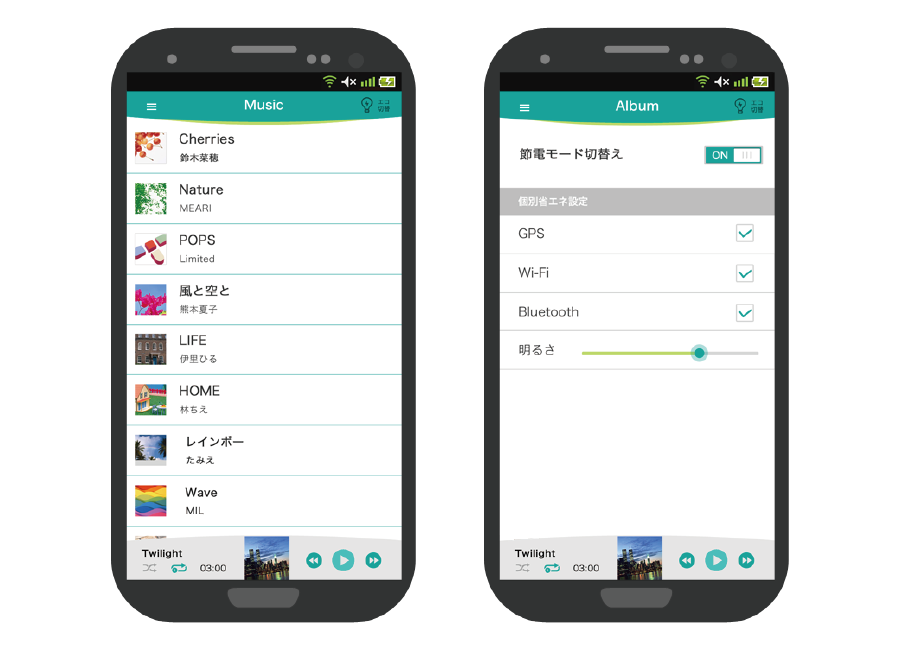 Music
エコ
切替
Cherries
鈴木菜穂
Nature
MEARI
POPS
Limited
風と空と
熊本夏子
LIFE
伊里ひる
HOME
林ちえ
レインボー
たみえ
Wave
MIL
Twilight
03:00
Album
エコ
切替
節電モード切替え
ON
個別省エネ設定
GPS
Wi-Fi
Bluetooth
明るさ
Twilight
03:00